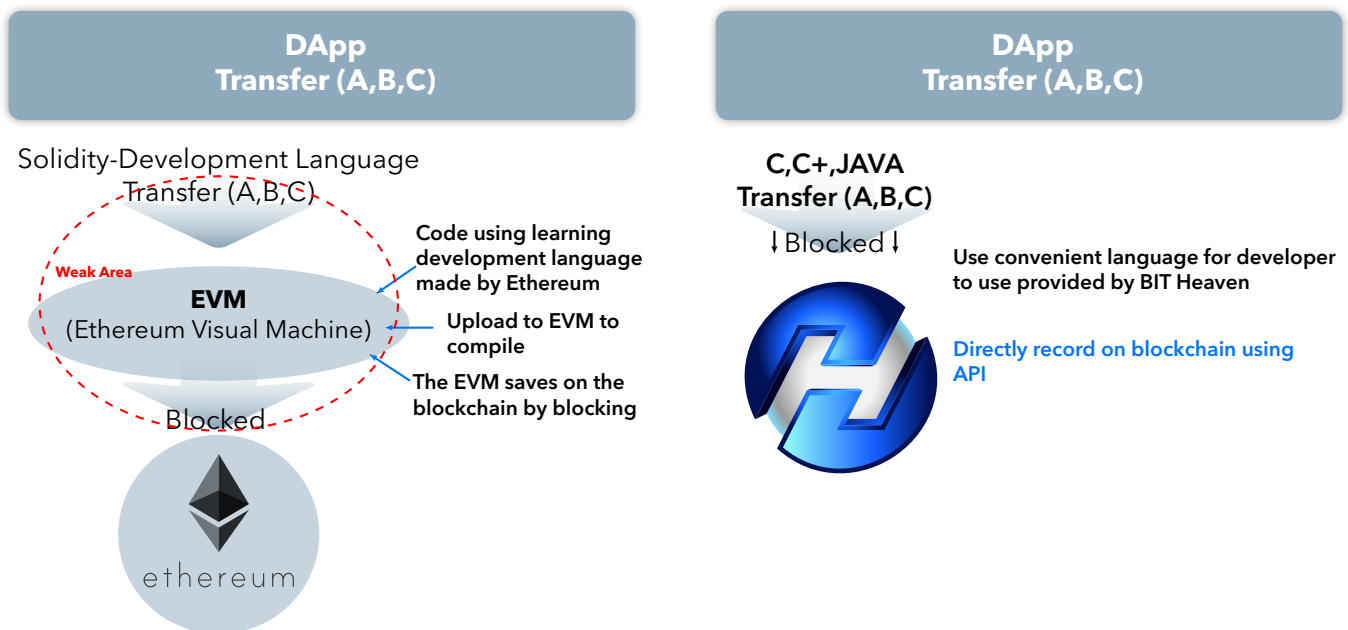 DApp
Transfer (A,B,C)
Solidity-Development Language
Transfer (A,B,C)
Weak Area
EVM
(Ethereum Visual Machine)
Code using learning
development language
made by Ethereum
Upload to EVM to
compile
The EVM saves on the
blockchain by blocking
Blocked
ethereum
DApp
Transfer (A,B,C)
C,C+,JAVA
Transfer (A,B,C)
↓Blocked↓
Use convenient language for developer
to use provided by BIT Heaven
Directly record on blockchain using
API